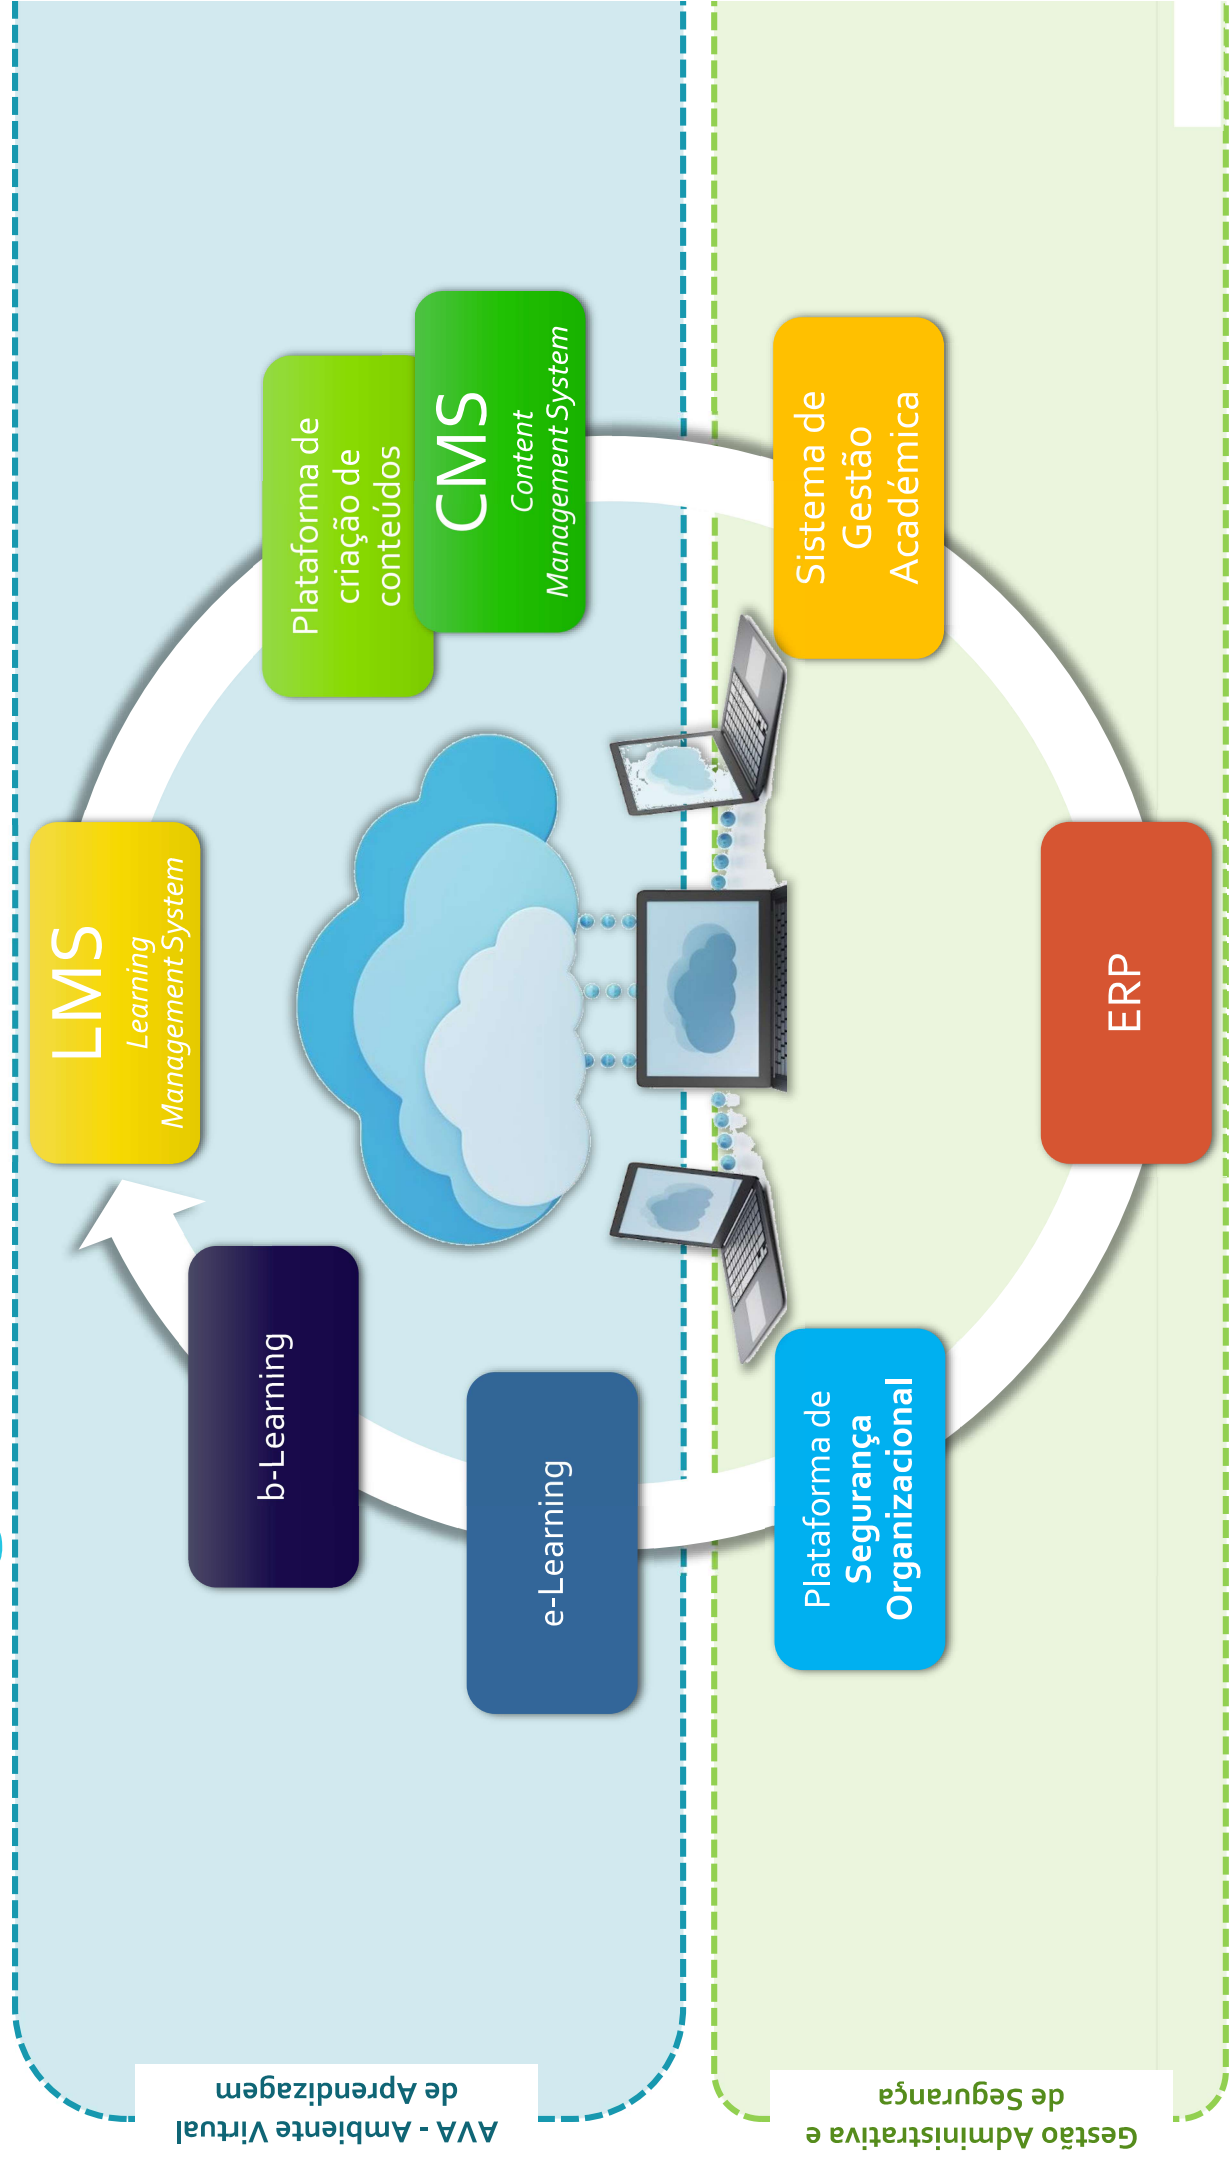 AVA - Ambiente Virtual
de Aprendizagem
LMS
Learning
Management System
Plataforma de
criação de
conteúdos
CMS
Content
Management System
b-Learning
e-Learning
Gestão Administrativa e
de Segurança
Sistema de
Gestão
Académica
ERP
Plataforma de
Segurança
Organizacional